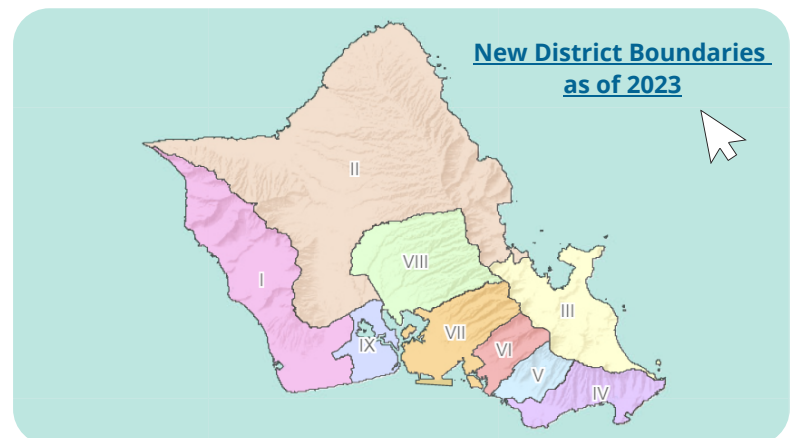 New District Boundaries
as of 2023
II
VIII
I
III
VII
IX
VI
V
IV